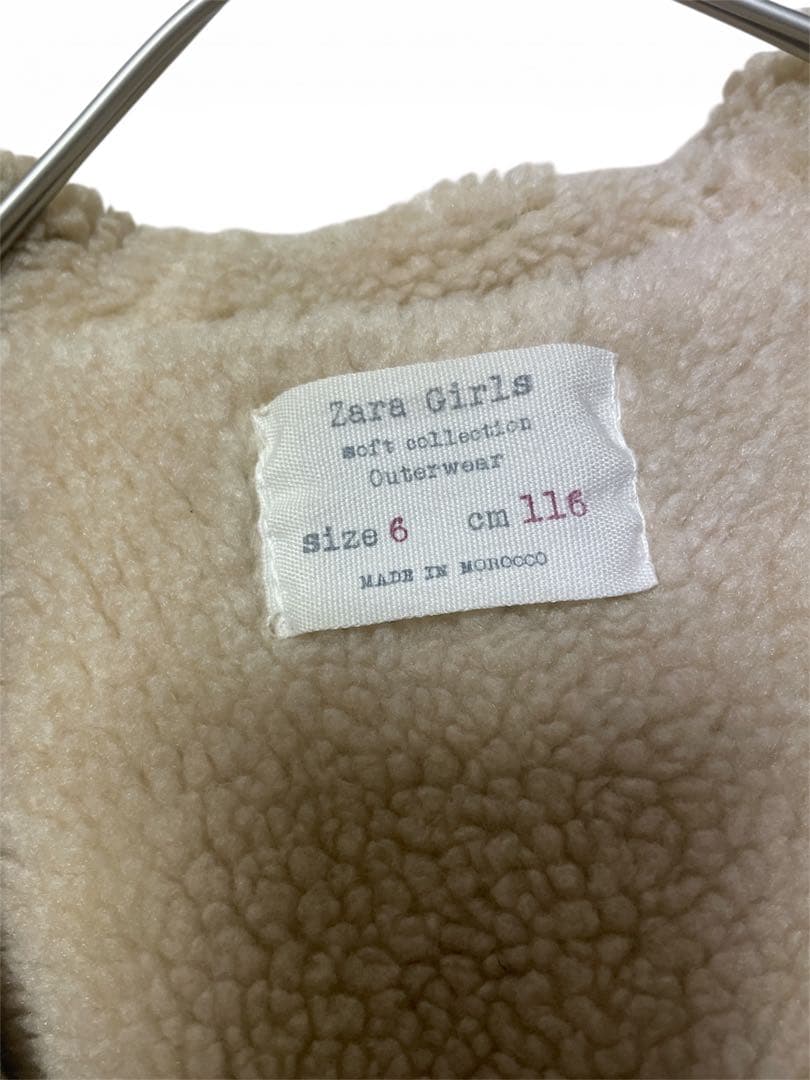 Zara Girls
soft collection
Outerwear
size 6 cm 116
MADE IN MOROCCO